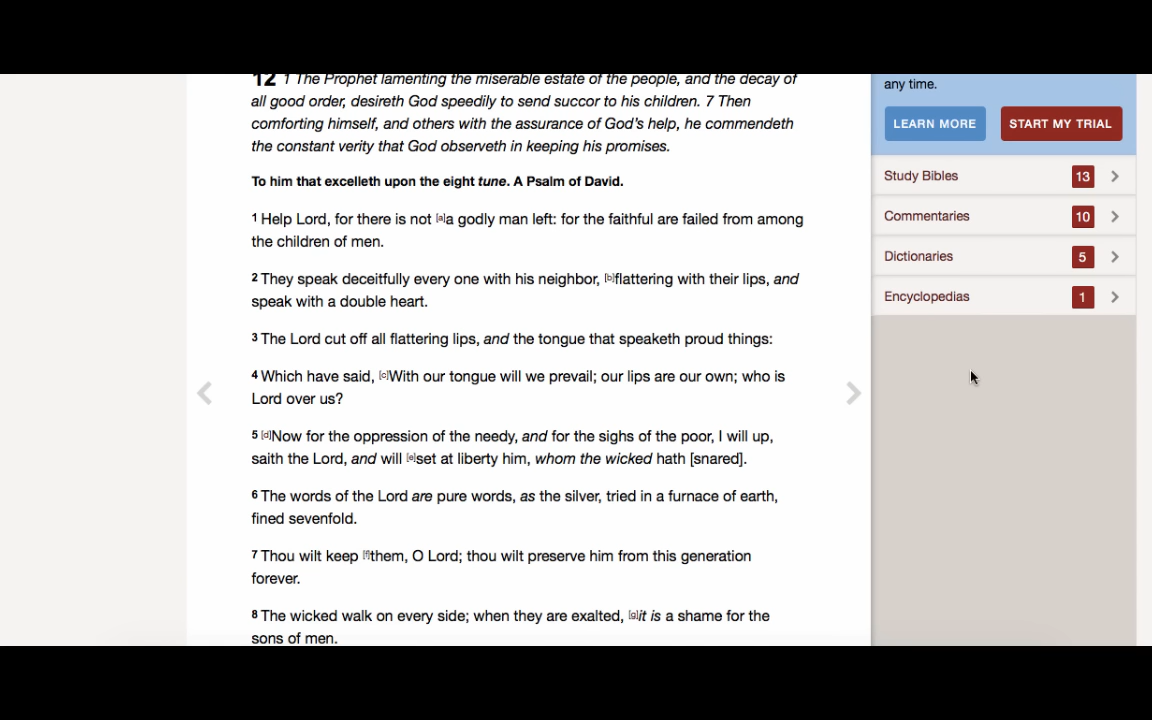 12 1 The Prophet lamenting the miserable estate of the people, and the decay of
all good order, desireth God speedily to send succor to his children. 7 Then
comforting himself, and others with the assurance of God's help, he commendeth
the constant verity that God observeth in keeping his promises.
To him that excelleth upon the eight tune. A Psalm of David.
1 Help Lord, for there is not [a]a godly man left: for the faithful are failed from among
the children of men.
2 They speak deceitfully every one with his neighbor, [b]flattering with their lips, and
speak with a double heart.
3 The Lord cut off all flattering lips, and the tongue that speaketh proud things:
4 Which have said, [c]With our tongue will we prevail; our lips are our own; who is
Lord over us?
5 [d]Now for the oppression of the needy, and for the sighs of the poor, I will up,
saith the Lord, and will [e]set at liberty him, whom the wicked hath [snared].
6 The words of the Lord are pure words, as the silver, tried in a furnace of earth,
fined sevenfold.
7 Thou wilt keep [f]them, O Lord; thou wilt preserve him from this generation
forever.
8 The wicked walk on every side; when they are exalted, [g]it is a shame for the
sons of men.
any time.
LEARN MORE START MY TRIAL
Study Bibles 13
Commentaries 10
Dictionaries 5
Encyclopedias 1